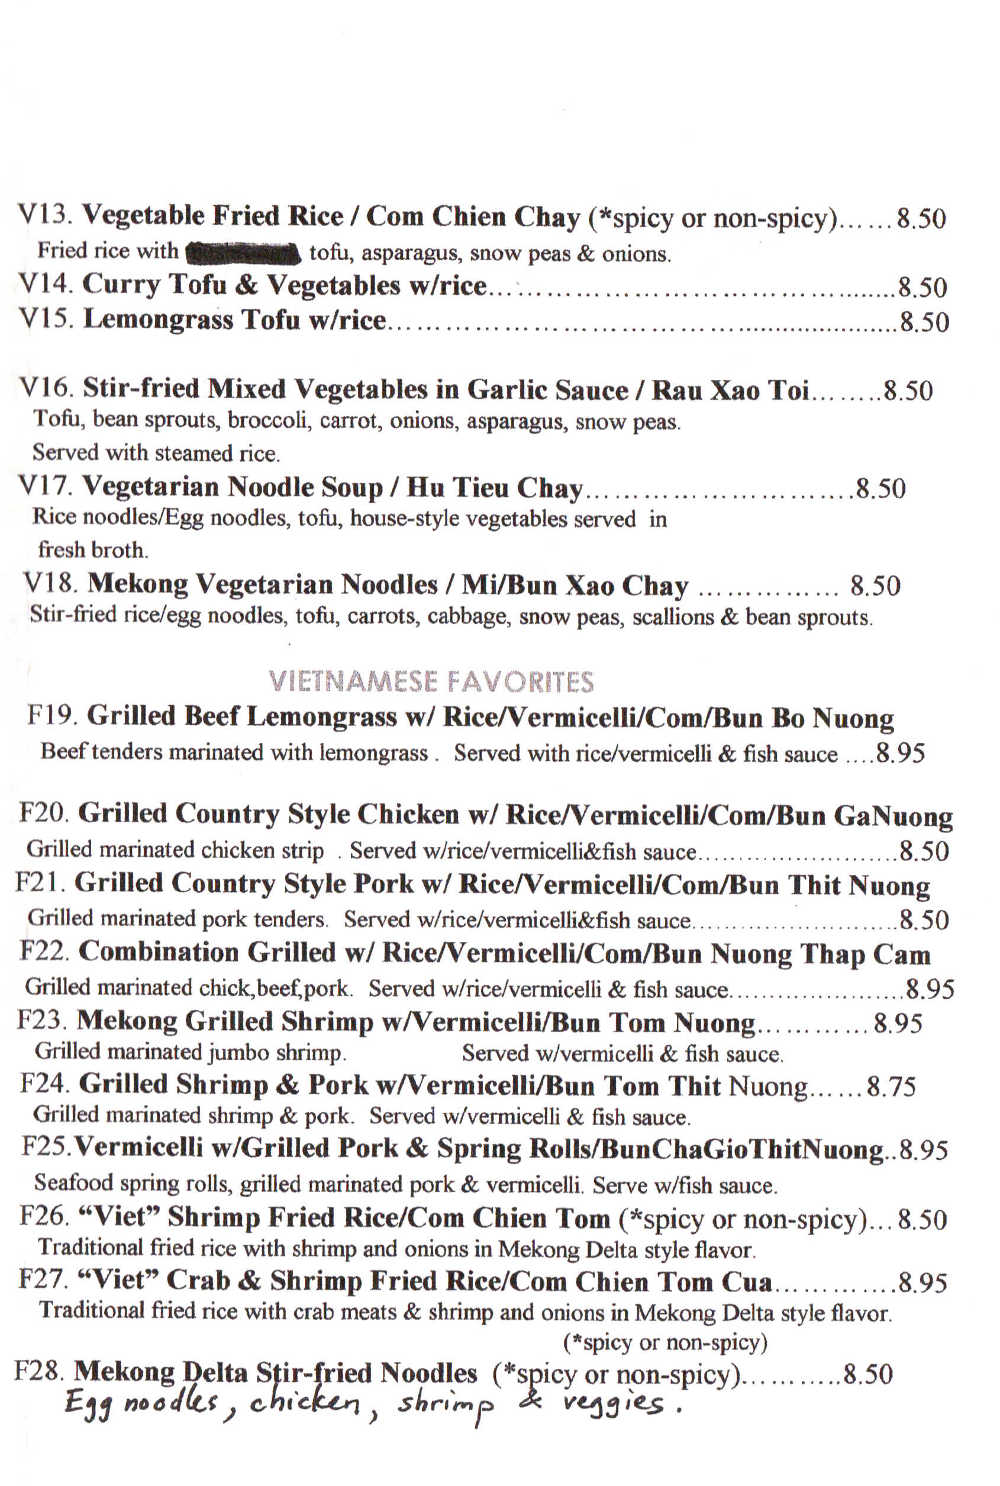 V13. Vegetable Fried Rice / Com Chien Chay (*spicy or non-spicy)......8.50
Fried rice with tofu, asparagus, snow peas & onions.
V14. Curry Tofu & Vegetables w/rice..........................................8.50
V15. Lemongrass Tofu w/rice.....................................................8.50
V16. Stir-fried Mixed Vegetables in Garlic Sauce / Rau Xao Toi........8.50
Tofu, bean sprouts, broccoli, carrot, onions, asparagus, snow peas.
Served with steamed rice.
V17. Vegetarian Noodle Soup / Hu Tieu Chay.............................8.50
Rice noodles/Egg noodles, tofu, house-style vegetables served in
fresh broth.
V18. Mekong Vegetarian Noodles / Mi/Bun Xao Chay ............... 8.50
Stir-fried rice/egg noodles, tofu, carrots, cabbage, snow peas, scallions & bean sprouts.
VIETNAMESE FAVORITES
F19. Grilled Beef Lemongrass w/ Rice/Vermicelli/Com/Bun Bo Nuong
Beef tenders marinated with lemongrass . Served with rice/vermicelli & fish sauce ....8.95
F20. Grilled Country Style Chicken w/ Rice/Vermicelli/Com/Bun GaNuong
Grilled marinated chicken strip . Served w/rice/vermicelli&fish sauce..........................8.50
F21. Grilled Country Style Pork w/ Rice/Vermicelli/Com/Bun Thit Nuong
Grilled marinated pork tenders. Served w/rice/vermicelli&fish sauce...........................8.50
F22. Combination Grilled w/ Rice/Vermicelli/Com/Bun Nuong Thap Cam
Grilled marinated chick,beef,pork. Served w/rice/vermicelli & fish sauce.......................8.95
F23. Mekong Grilled Shrimp w/Vermicelli/Bun Tom Nuong............8.95
Grilled marinated jumbo shrimp. Served w/vermicelli & fish sauce.
F24. Grilled Shrimp & Pork w/Vermicelli/Bun Tom Thit Nuong......8.75
Grilled marinated shrimp & pork. Served w/vermicelli & fish sauce.
F25.Vermicelli w/Grilled Pork & Spring Rolls/BunChaGioThitNuong..8.95
Seafood spring rolls, grilled marinated pork & vermicelli. Serve w/fish sauce.
F26. “Viet” Shrimp Fried Rice/Com Chien Tom (*spicy or non-spicy)...8.50
Traditional fried rice with shrimp and onions in Mekong Delta style flavor.
F27. “Viet” Crab & Shrimp Fried Rice/Com Chien Tom Cua..............8.95
Traditional fried rice with crab meats & shrimp and onions in Mekong Delta style flavor.
(*spicy or non-spicy)
F28. Mekong Delta Stir-fried Noodles (*spicy or non-spicy)...........8.50
Egg noodles, chicken, shrimp & veggies.